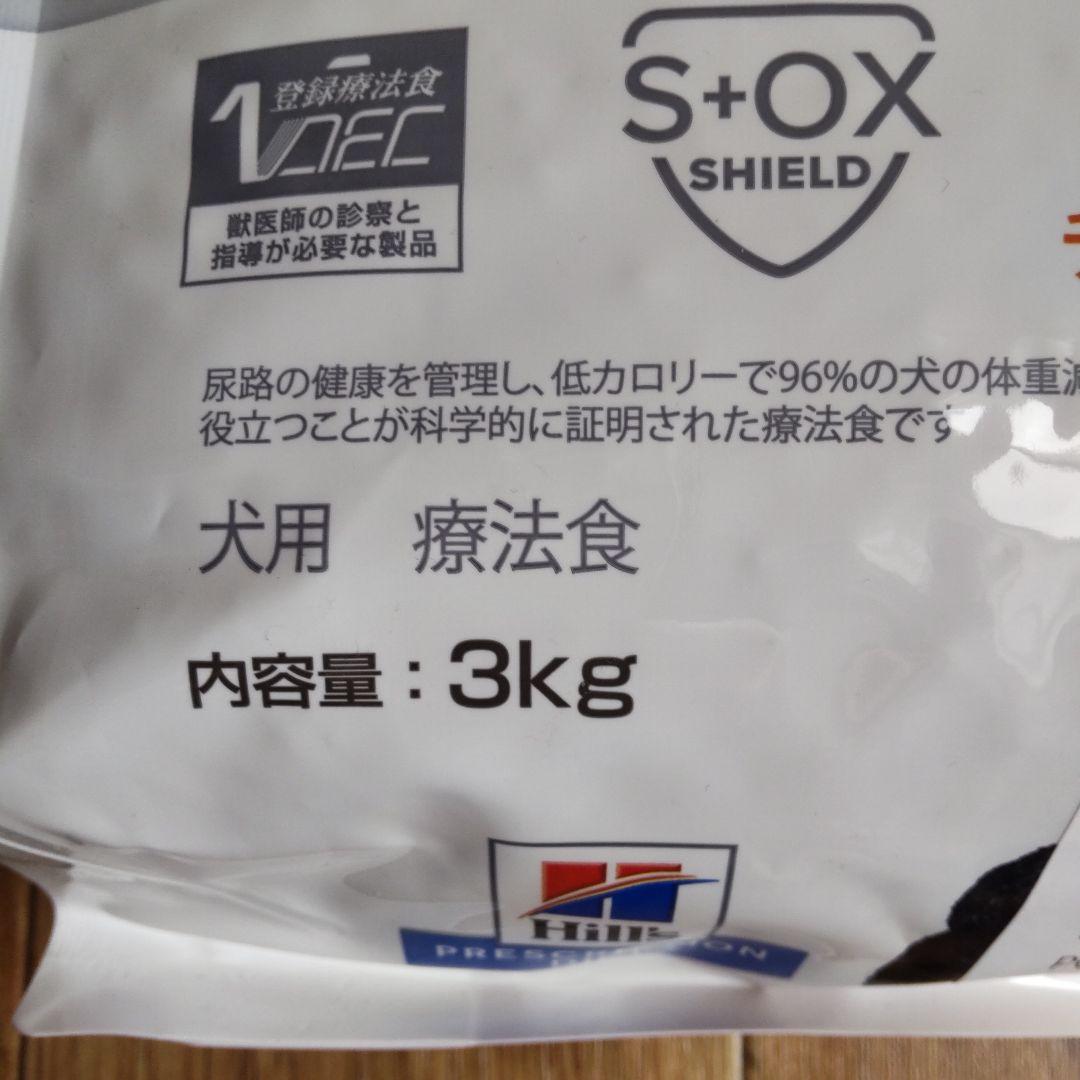 登録療法食
VDEC
獣医師の診察と
指導が必要な製品
S+OX
SHIELD
尿路の健康を管理し、低カロリーで96%の犬の体重減
役立つことが科学的に証明された療法食です
犬用 療法食
内容量:3kg
Hill's
PRESCRIPTION